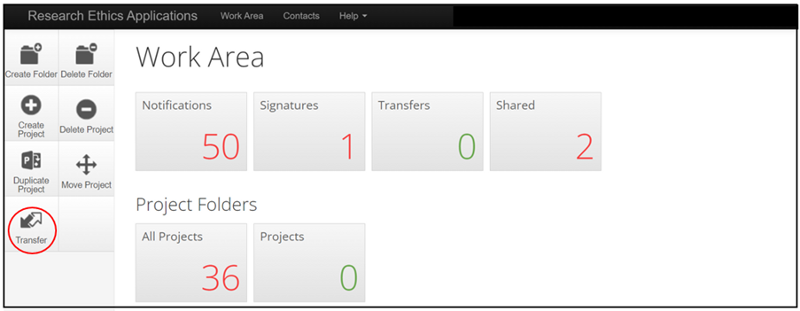 Research Ethics Applications Work Area Contacts Help
Create Folder Delete Folder
Work Area
Notifications Signatures Transfers Shared
50 1 0 2
Create
Project
Delete Project
P
Duplicate
Project
Move Project
Project Folders
Transfer
All Projects Projects
36 0